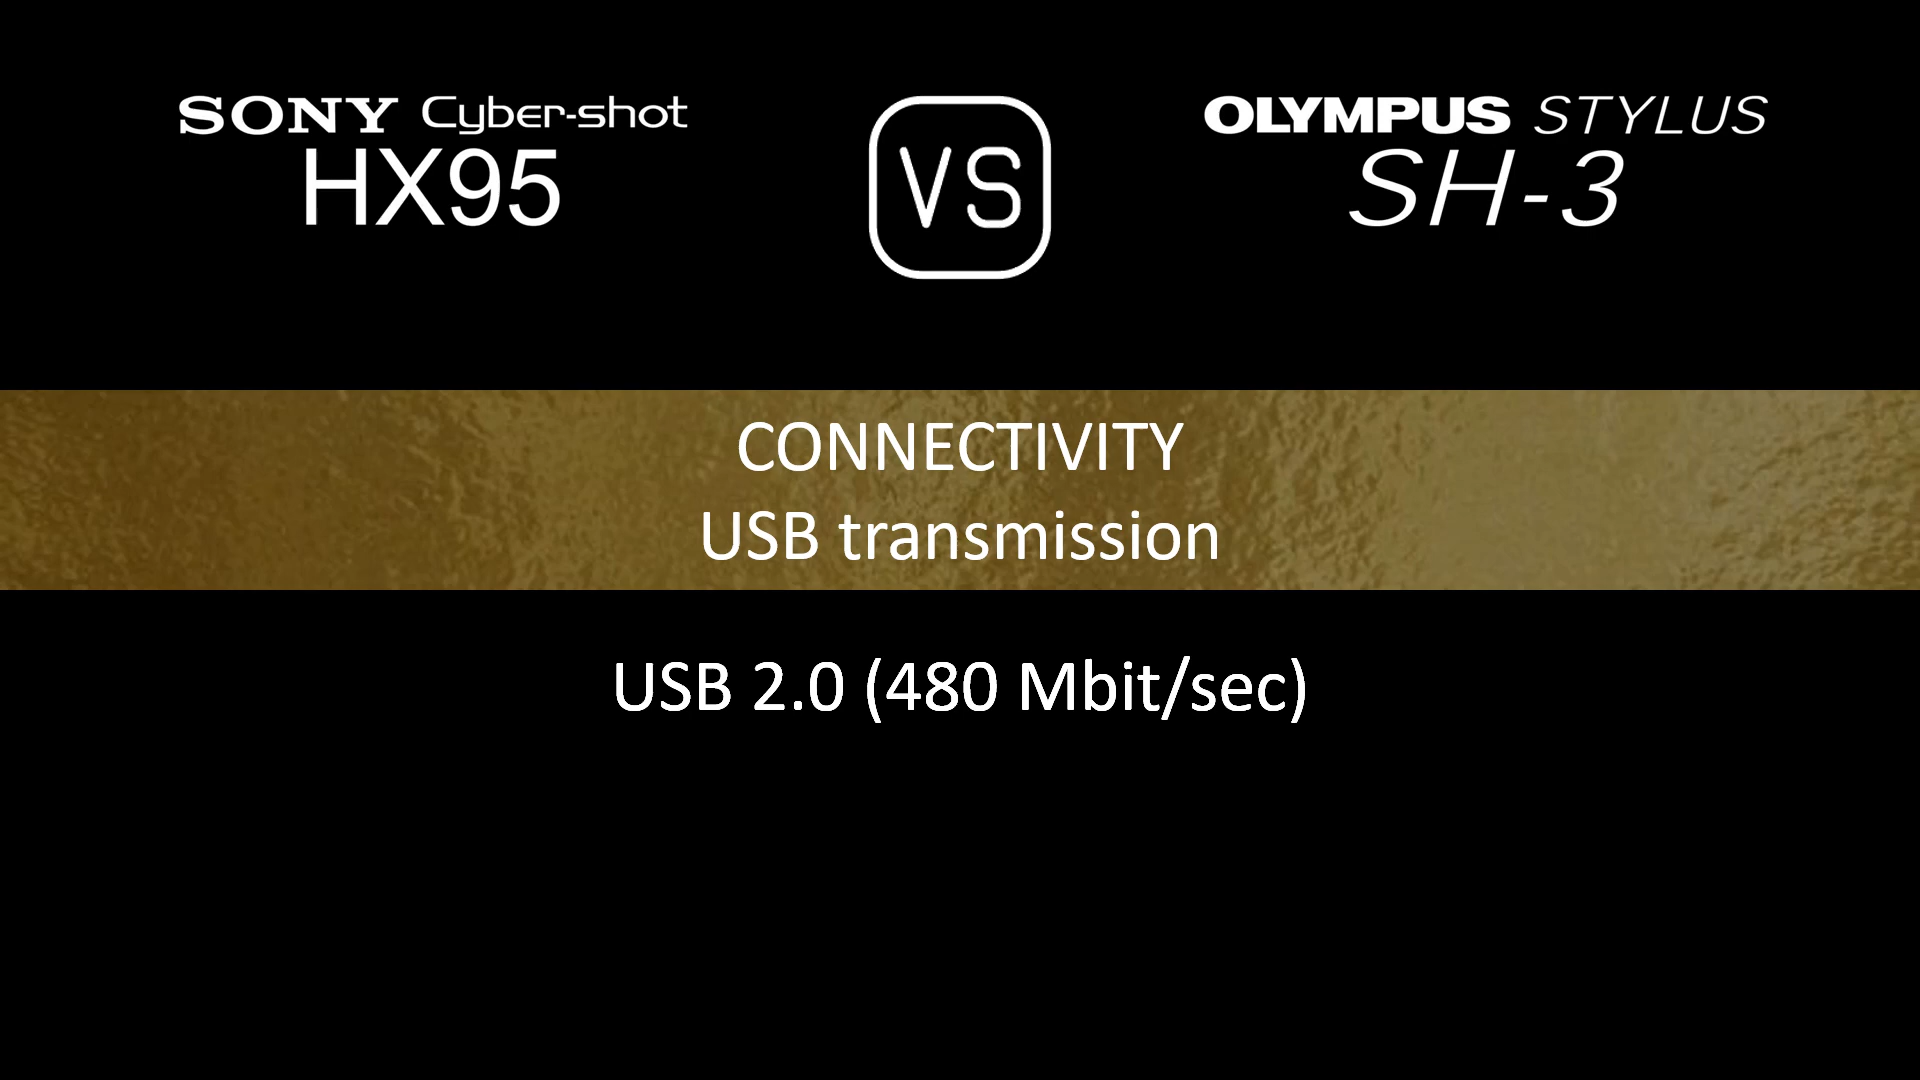 SONY Cyber-shot
HX95
VS
OLYMPUS STYLUS
SH-3
CONNECTIVITY
USB transmission
USB 2.0 (480 Mbit/sec)